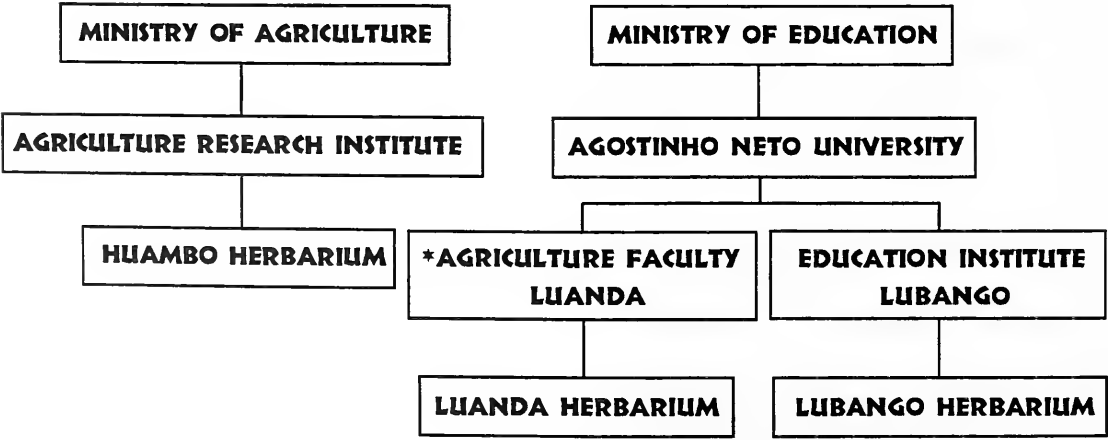 MINISTRY OF AGRICULTURE
MINISTRY OF EDUCATION
AGRICULTURE RESEARCH INSTITUTE
AGOSTINHO NETO UNIVERSITY
HUAMBO HERBARIUM
*AGRICULTURE FACULTY
LUANDA
EDUCATION INSTITUTE
LUBANGO
LUANDA HERBARIUM
LUBANGO HERBARIUM